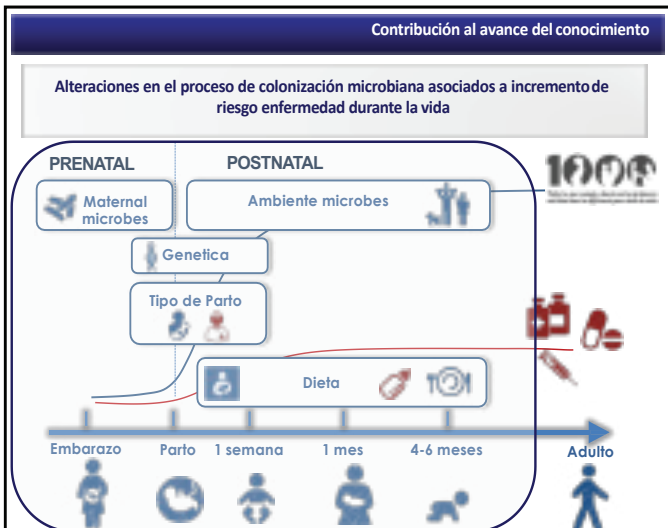 Contribución al avance del conocimiento
Alteraciones en el proceso de colonización microbiana asociados a incremento de
riesgo enfermedad durante la vida
PRENATAL
POSTNATAL
Maternal
microbes
Ambiente microbes
Genetica
Tipo de Parto
Dieta
Embarazo
Parto
1 semana
1 mes
4-6 meses
Adulto